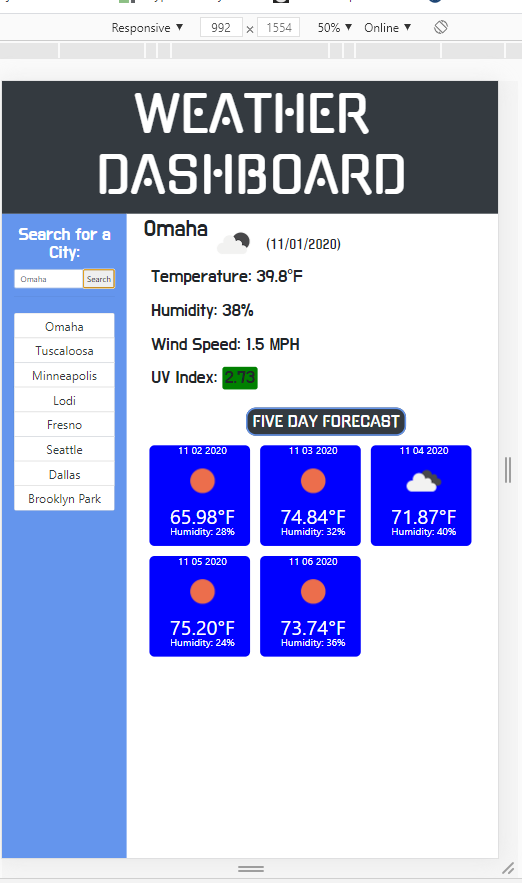 Responsive ▼ 992 × 1554 50% ▼ Online ▼
WEATHER
DASHBOARD
Search for a
City:
Omaha Search
Omaha
Tuscaloosa
Minneapolis
Lodi
Fresno
Seattle
Dallas
Brooklyn Park
Omaha (11/01/2020)
Temperature: 39.8°F
Humidity: 38%
Wind Speed: 1.5 MPH
UV Index: 2.73
FIVE DAY FORECAST
11 02 2020
65.98°F
Humidity: 28%
11 03 2020
74.84°F
Humidity: 32%
11 04 2020
71.87°F
Humidity: 40%
11 05 2020
75.20°F
Humidity: 24%
11 06 2020
73.74°F
Humidity: 36%